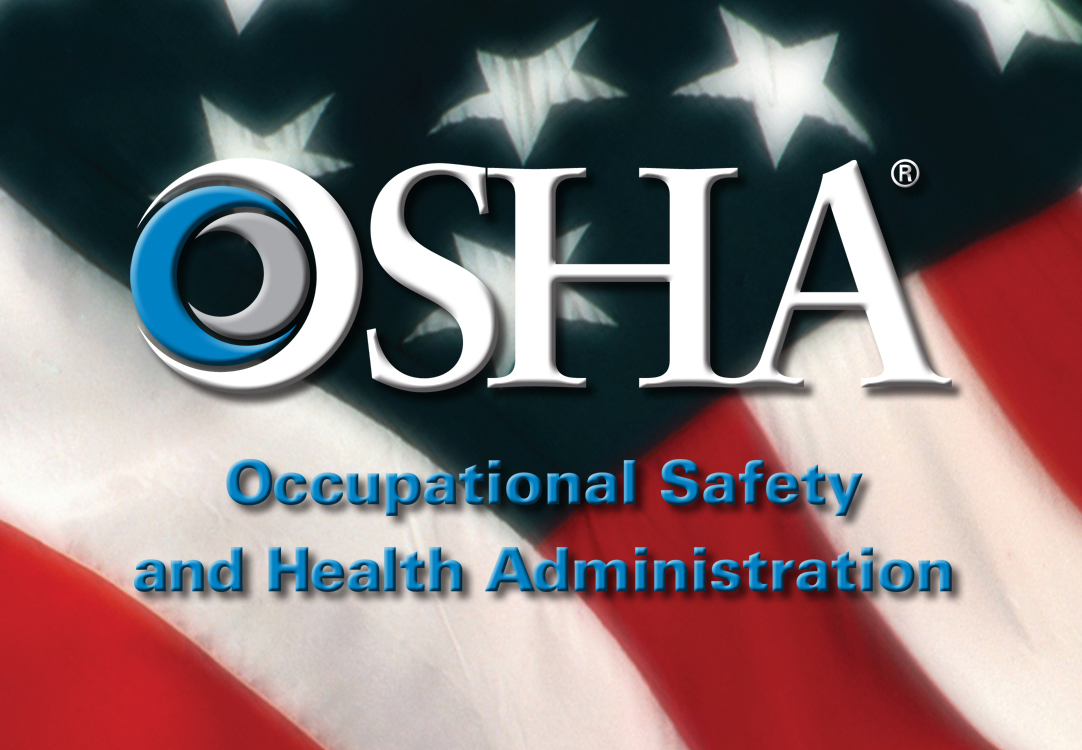 OSHA®
Occupational Safety
and Health Administration